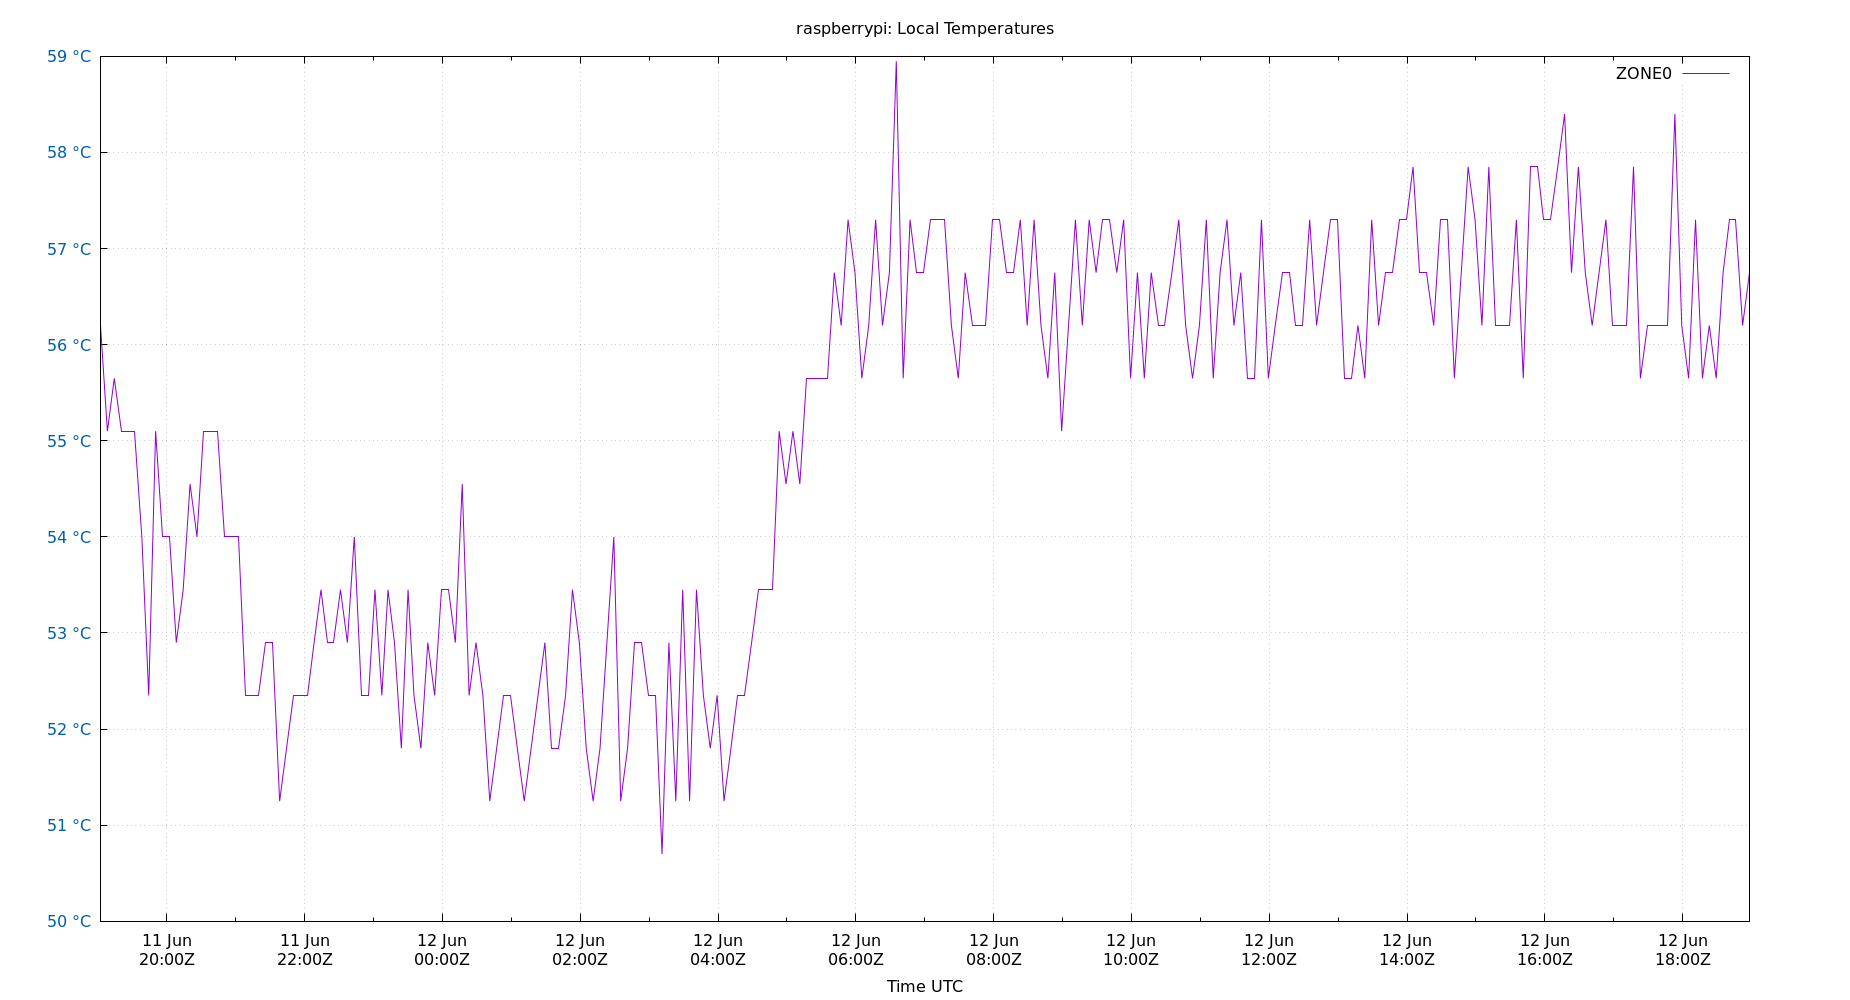 raspberrypi: Local Temperatures
59 °C
ZONE0
58 °C
57 °C
56 °C
55 °C
54 °C
53 °C
52 °C
51 °C
50 °C
11 Jun 11 Jun 12 Jun 12 Jun 12 Jun 12 Jun 12 Jun 12 Jun 12 Jun 12 Jun 12 Jun 12 Jun
20:00Z 22:00Z 00:00Z 02:00Z 04:00Z 06:00Z 08:00Z 10:00Z 12:00Z 14:00Z 16:00Z 18:00Z
Time UTC